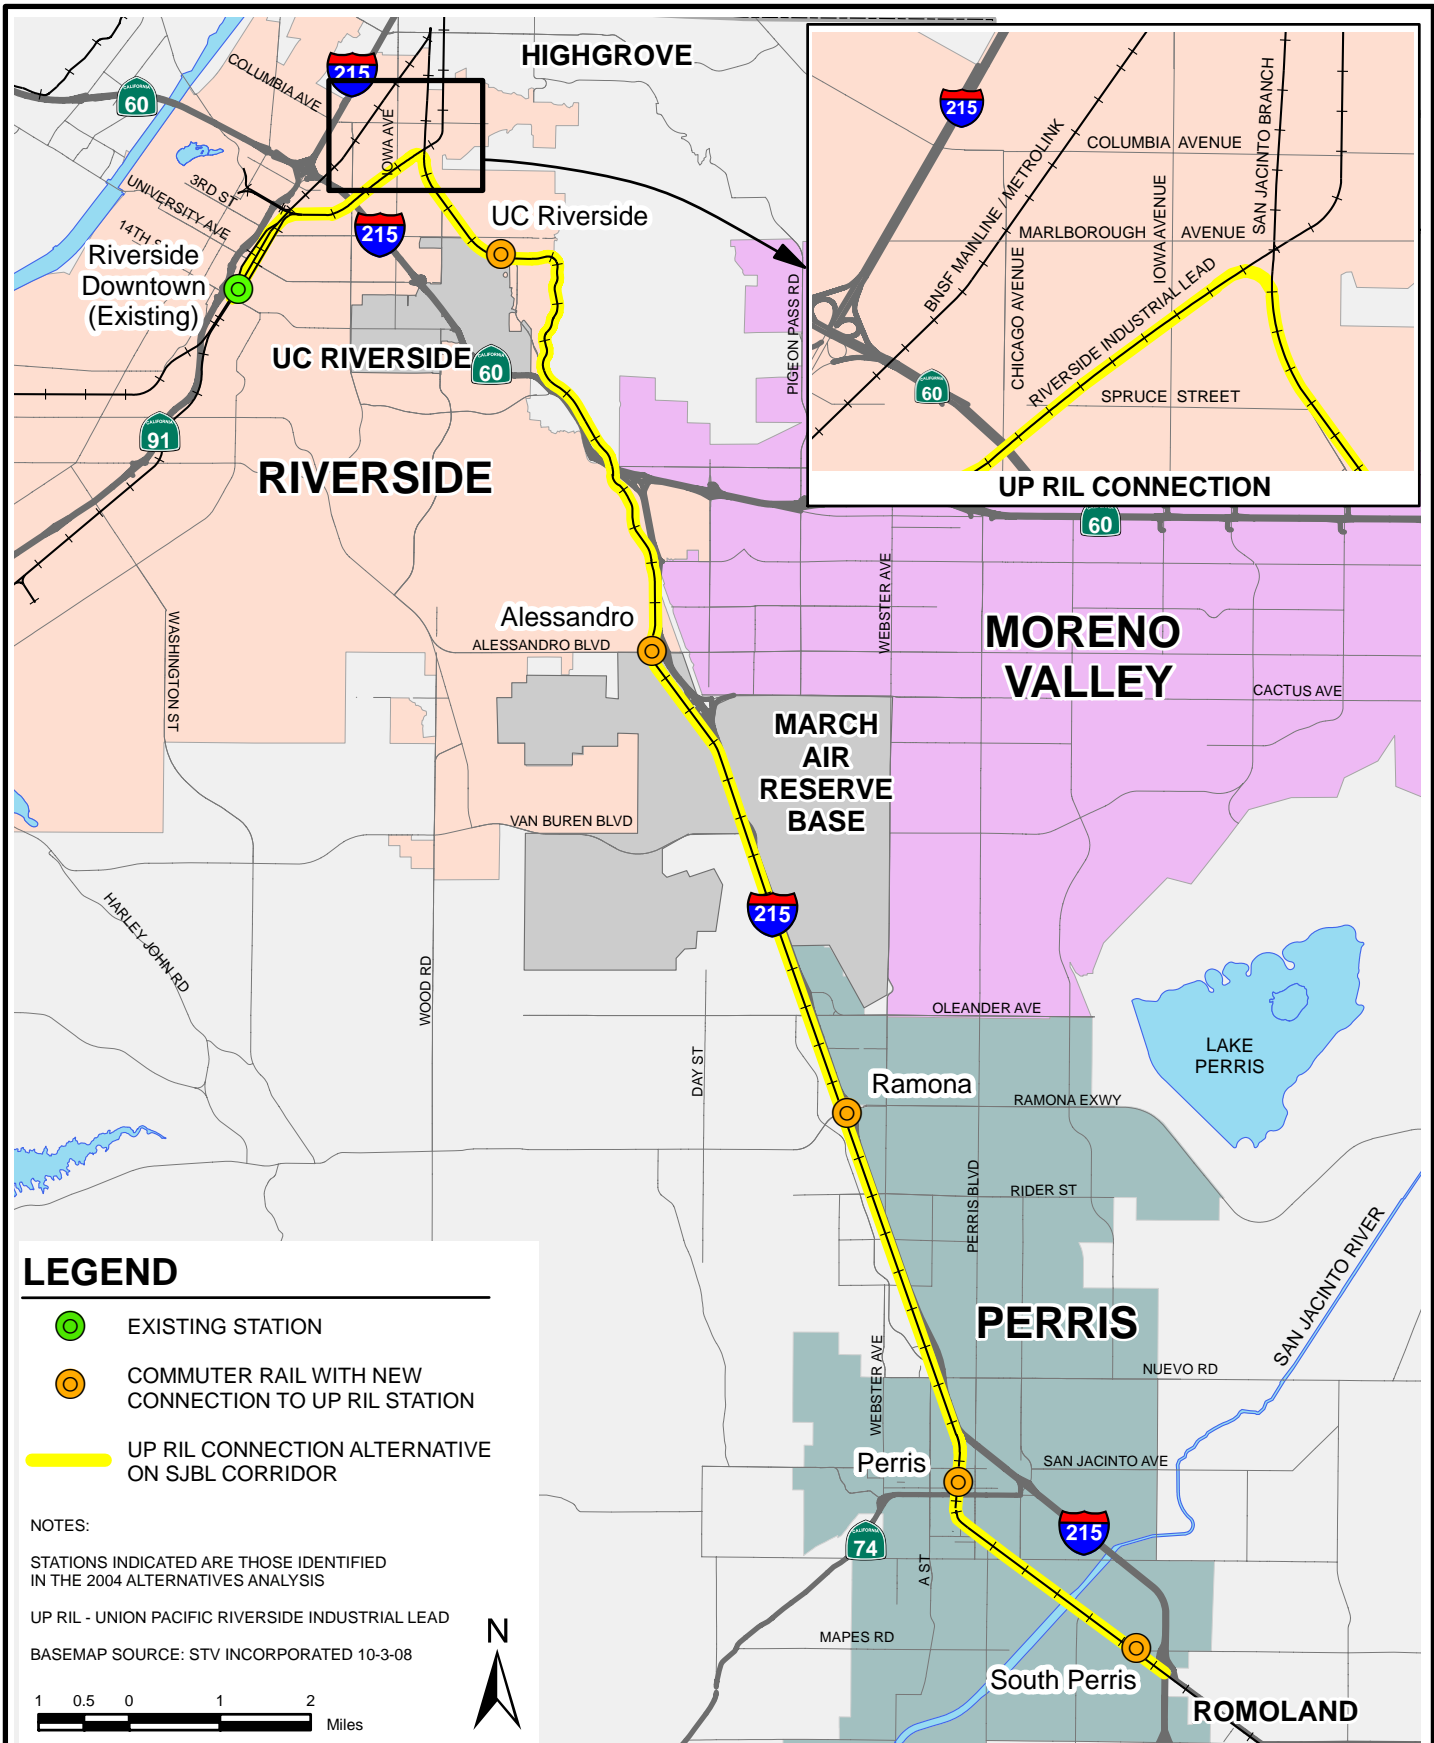 HIGHGROVE
COLUMBIA AVE
215
CALIFORNIA
60
IOWA AVE
3RD ST
UNIVERSITY AVE
14TH S
215
UC Riverside
Riverside
Downtown
(Existing)
UC RIVERSIDE
CALIFORNIA
60
CALIFORNIA
91
RIVERSIDE
PIGEON PASS RD
215
BNSF MAINLINE / METROLINK
COLUMBIA AVENUE
SAN JACINTO BRANCH
MARLBOROUGH AVENUE
IOWA AVENUE
CHICAGO AVENUE
RIVERSIDE INDUSTRIAL LEAD
CALIFORNIA
60
SPRUCE STREET
UP RIL CONNECTION
60
WEBSTER AVE
Alessandro
ALESSANDRO BLVD
WASHINGTON ST
MORENO
VALLEY
CACTUS AVE
MARCH
AIR
RESERVE
BASE
VAN BUREN BLVD
HARLEY JOHN RD
WOOD RD
215
OLEANDER AVE
LAKE
PERRIS
DAY ST
Ramona
RAMONA EXWY
PERRIS BLVD
RIDER ST
SAN JACINTO RIVER
PERRIS
NUEVO RD
WEBSTER AVE
Perris
SAN JACINTO AVE
215
CALIFORNIA
74
A ST
MAPES RD
South Perris
ROMOLAND
LEGEND
EXISTING STATION
COMMUTER RAIL WITH NEW
CONNECTION TO UP RIL STATION
UP RIL CONNECTION ALTERNATIVE
ON SJBL CORRIDOR
NOTES:
STATIONS INDICATED ARE THOSE IDENTIFIED
IN THE 2004 ALTERNATIVES ANALYSIS
UP RIL - UNION PACIFIC RIVERSIDE INDUSTRIAL LEAD
BASEMAP SOURCE: STV INCORPORATED 10-3-08
N
1 0.5 0 1 2
Miles